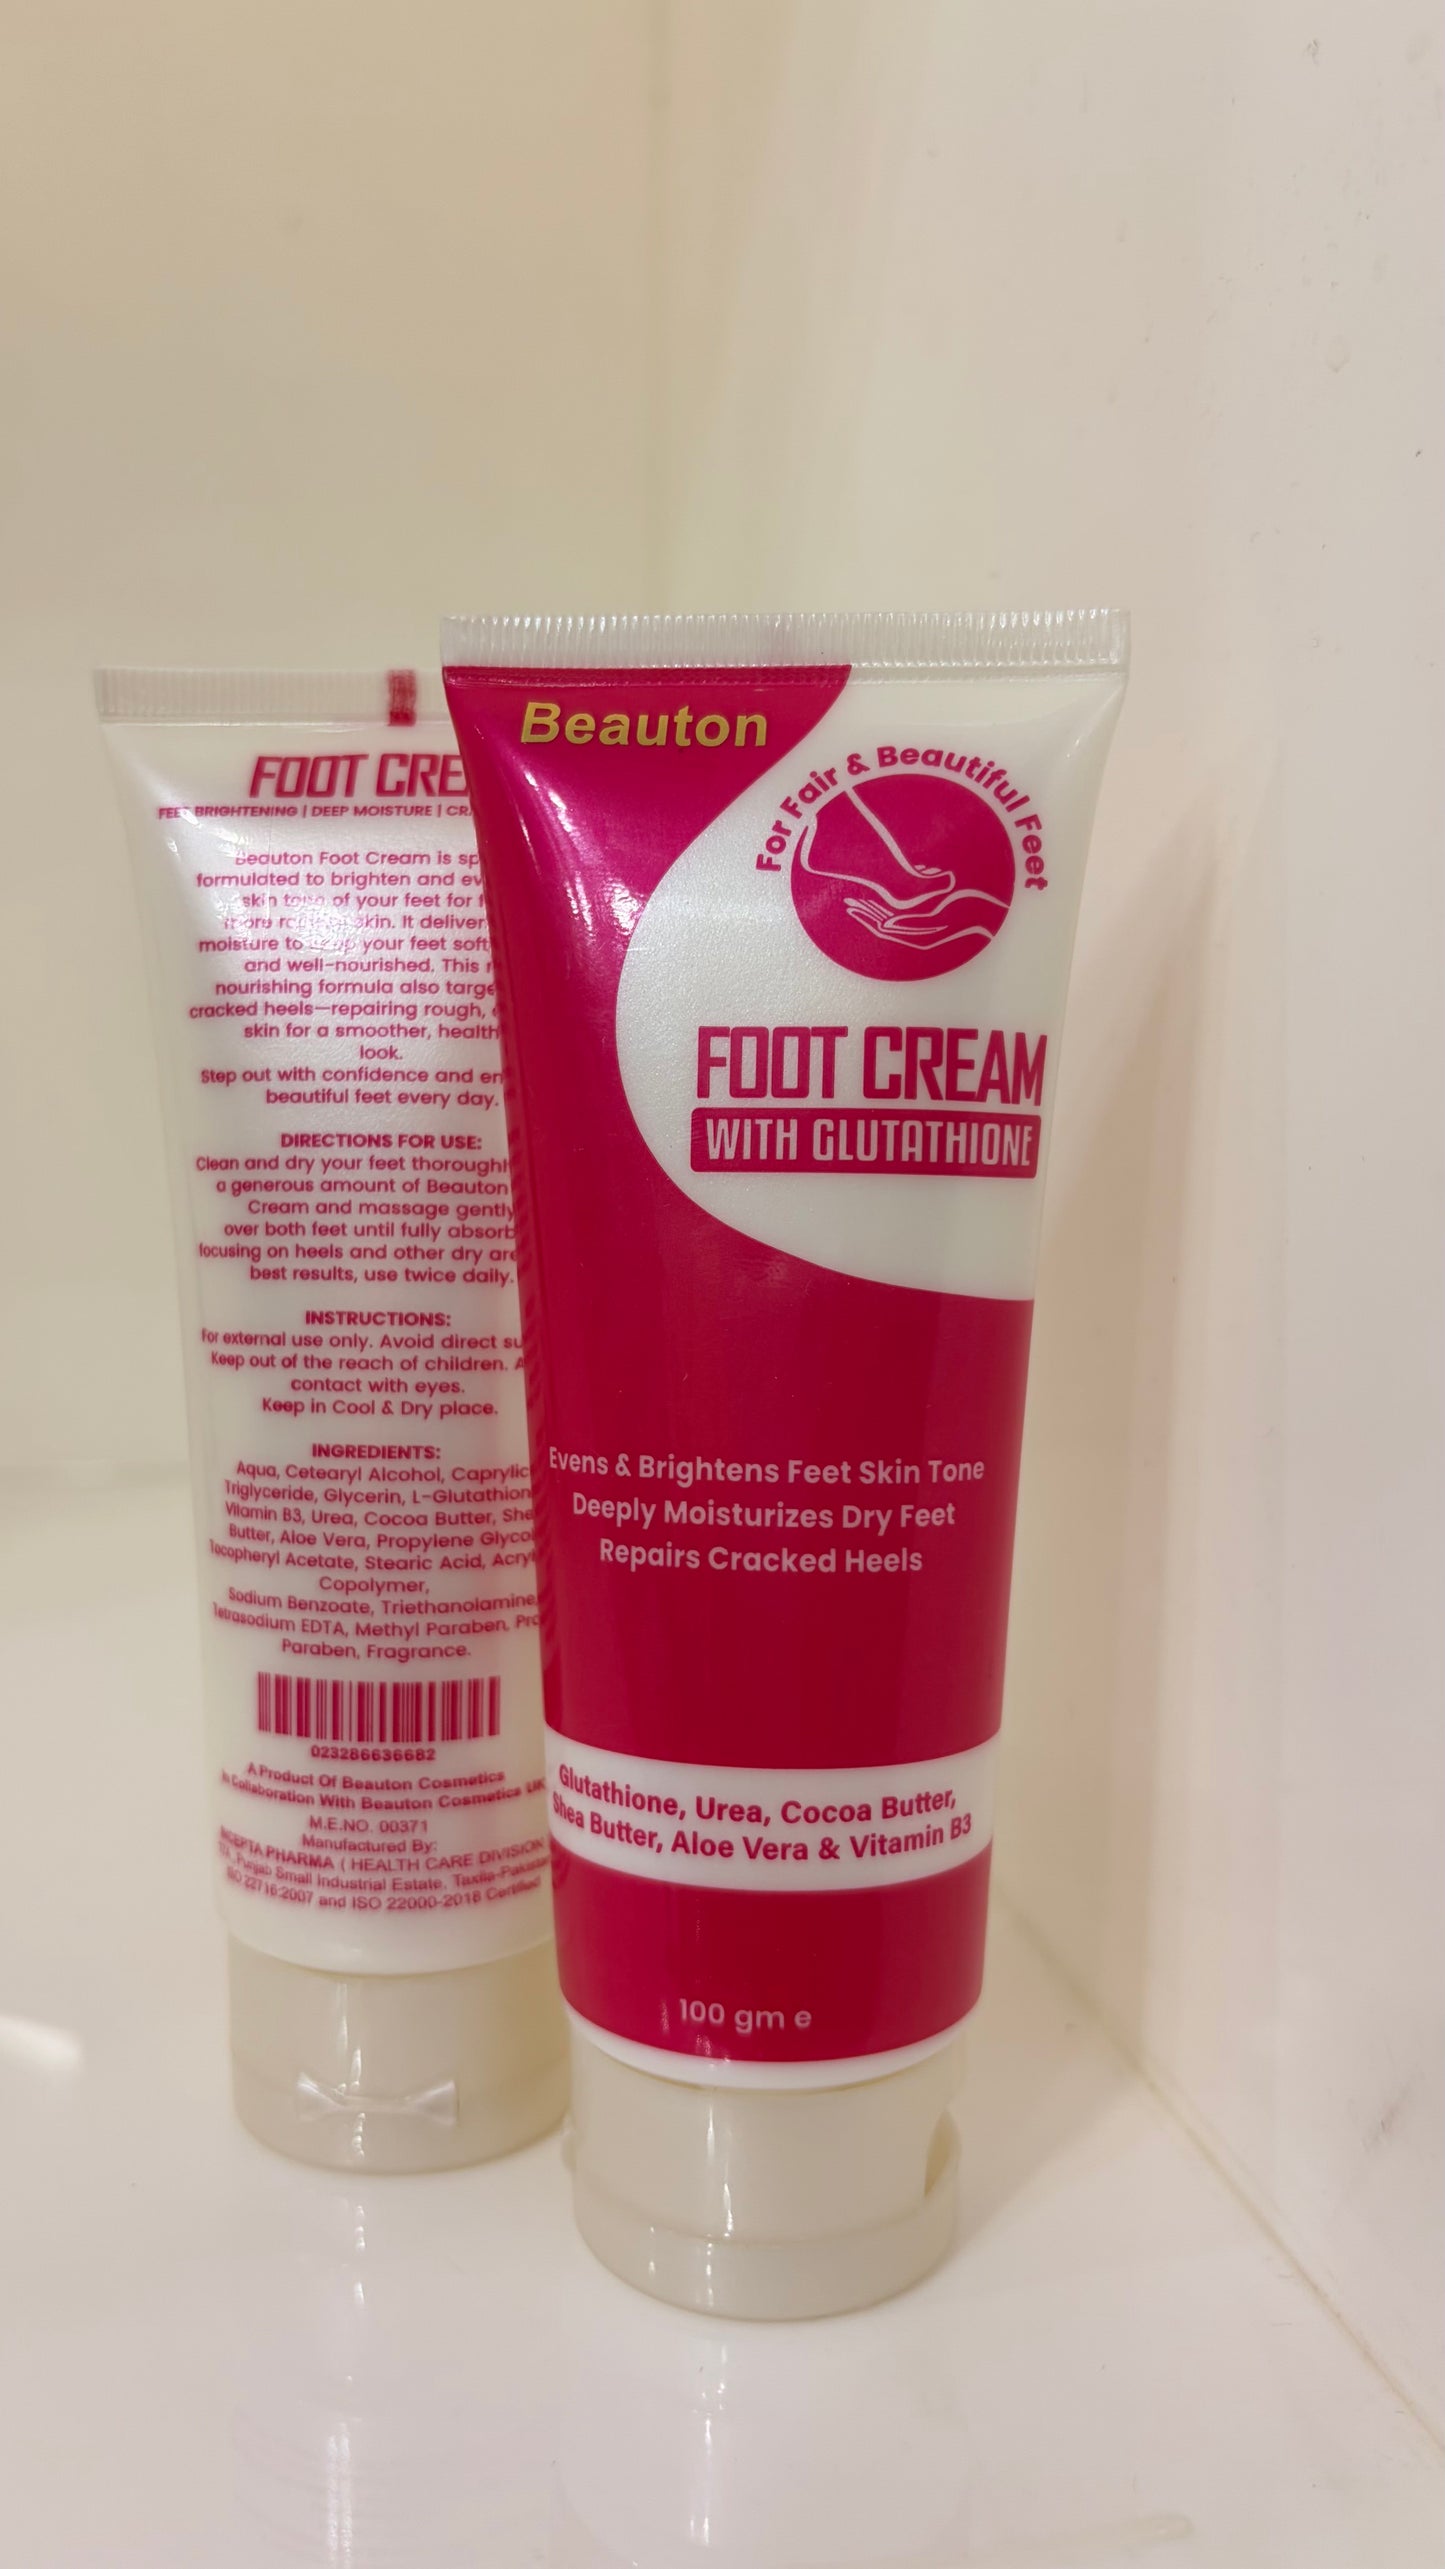 FOOT CRE
BRIGHTENING | DEEP MOISTURE | CR
Beauton Foot Cream is sp
formulated to brighten and ev
skin tone of your feet for
more skin. It deliver
moisture to your feet soft
and well-nourished. This
nourishing formula also targe
cracked heels—repairing rough,
skin for a smoother, health
look.
Step out with confidence and en
beautiful feet every day.
DIRECTIONS FOR USE:
Clean and dry your feet thoroughl
a generous amount of Beauton
Cream and massage gently
over both feet until fully absorb
focusing on heels and other dry are
best results, use twice daily.
INSTRUCTIONS:
For external use only. Avoid direct su
Keep out of the reach of children. A
contact with eyes.
Keep in Cool & Dry place.
INGREDIENTS:
Aqua, Cetearyl Alcohol, Caprylic
Triglyceride, Glycerin, L-Glutathion
Vitamin B3, Urea, Cocoa Butter, She
Butter, Aloe Vera, Propylene Glyco
Tocopheryl Acetate, Stearic Acid, Acry
Copolymer,
Sodium Benzoate, Triethanolamine,
Tetrasodium EDTA, Methyl Paraben, Pro
Paraben, Fragrance.
023286636682
A Product Of Beauton Cosmetics
In Collaboration With Beauton Cosmetics UK
M.E.NO. 00371
Manufactured By:
INCEPTA PHARMA ( HEALTH CARE DIVISION
Punjab Small Industrial Estate, Taxila-Pakistan
ISO 22716:2007 and ISO 22000-2018 Certified
Beauton
For Fair & Beautiful Feet
FOOT CREAM
WITH GLUTATHIONE
Evens & Brightens Feet Skin Tone
Deeply Moisturizes Dry Feet
Repairs Cracked Heels
Glutathione, Urea, Cocoa Butter,
Shea Butter, Aloe Vera & Vitamin B3
100 gm e